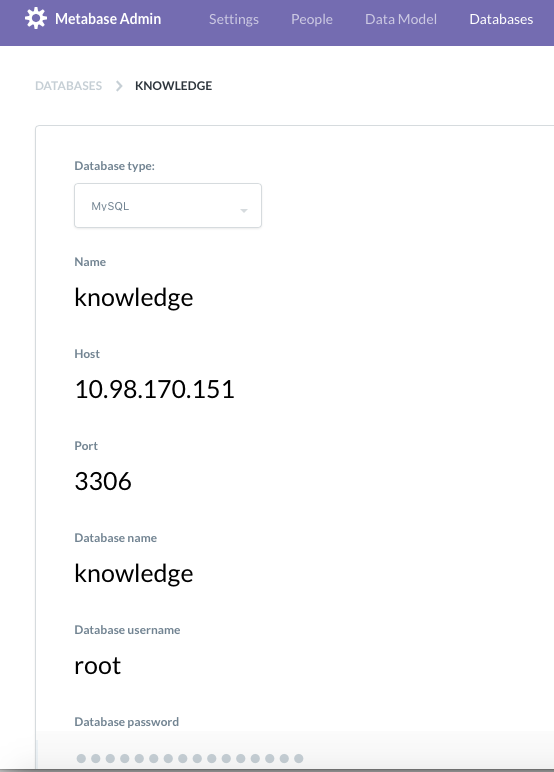 Metabase Admin Settings People Data Model Databases
DATABASES KNOWLEDGE
Database type:
MySQL
Name
knowledge
Host
10.98.170.151
Port
3306
Database name
knowledge
Database username
root
Database password